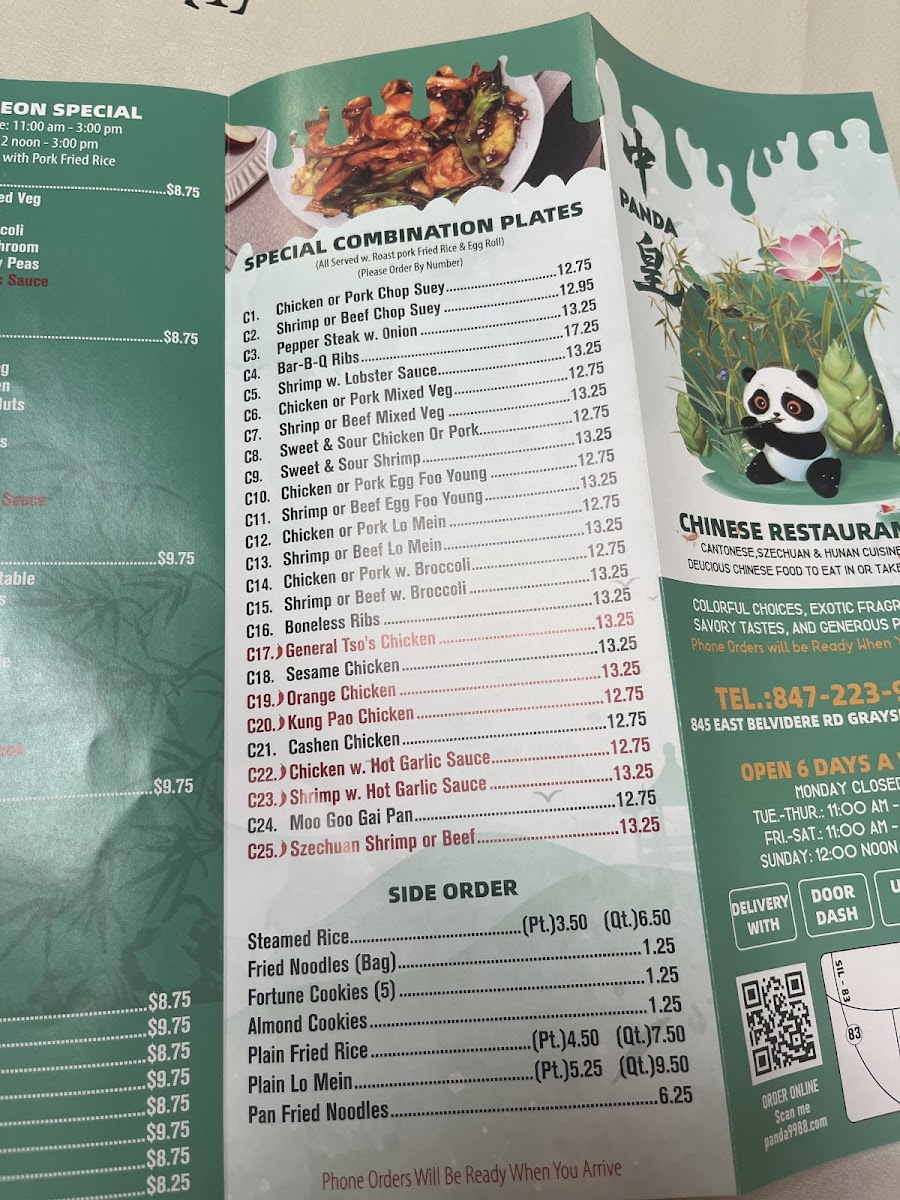 EON SPECIAL
e: 11:00 am - 3:00 pm
2 noon - 3:00 pm
with Pork Fried Rice
$8.75
ed Veg
coli
hroom
y Peas
c Sauce
$8.75
g
en
Nuts
s
Sauce
$9.75
table
s
$9.75
$8.75
$9.75
$8.75
$9.75
$8.75
$9.75
$8.75
$8.25
SPECIAL COMBINATION PLATES
(All Served w. Roast pork Fried Rice & Egg Roll)
(Please Order By Number)
C1. Chicken or Pork Chop Suey 12.75
C2. Shrimp or Beef Chop Suey 12.95
C3. Pepper Steak w. Onion 13.25
C4. Bar-B-Q Ribs 17.25
C5. Shrimp w. Lobster Sauce 13.25
C6. Chicken or Pork Mixed Veg 12.75
C7. Shrinp or Beef Mixed Veg 13.25
C8. Sweet & Sour Chicken Or Pork 12.75
C9. Sweet & Sour Shrimp 13.25
C10. Chicken or Pork Egg Foo Young 12.75
C11. Shrimp or Beef Egg Foo Young 13.25
C12. Chicken or Pork Lo Mein 12.75
C13. Shrimp or Beef Lo Mein 13.25
C14. Chicken or Pork w. Broccoli 12.75
C15. Shrimp or Beef w. Broccoli 13.25
C16. Boneless Ribs 13.25
C17. General Tso's Chicken 13.25
C18. Sesame Chicken 13.25
C19. Orange Chicken 13.25
C20. Kung Pao Chicken 12.75
C21. Cashen Chicken 12.75
C22. Chicken w. Hot Garlic Sauce 12.75
C23. Shrimp w. Hot Garlic Sauce 13.25
C24. Moo Goo Gai Pan 12.75
C25. Szechuan Shrimp or Beef 13.25
SIDE ORDER
Steamed Rice (Pt.)3.50 (Qt.)6.50
Fried Noodles (Bag) 1.25
Fortune Cookies (5) 1.25
Almond Cookies 1.25
Plain Fried Rice (Pt.)4.50 (Qt.)7.50
Plain Lo Mein (Pt.)5.25 (Qt.)9.50
Pan Fried Noodles 6.25
Phone Orders Will Be Ready When You Arrive
中
PANDA
皇
CHINESE RESTAURAN
CANTONESE,SZECHUAN & HUNAN CUISINE
DEUCIOUS CHINESE FOOD TO EAT IN OR TAKE
COLORFUL CHOICES, EXOTIC FRAGR
SAVORY TASTES, AND GENEROUS P
Phone Orders will be Ready When Y
TEL.:847-223-9
845 EAST BELVIDERE RD GRAYS
OPEN 6 DAYS A
MONDAY CLOSED
TUE.-THUR.: 11:00 AM -
FRI.-SAT.: 11:00 AM -
SUNDAY: 12:00 NOON
DELIVERY
WITH
DOOR
DASH
U
SIL - 83
83
ORDER ONLINE
Scan me
panda9988.com